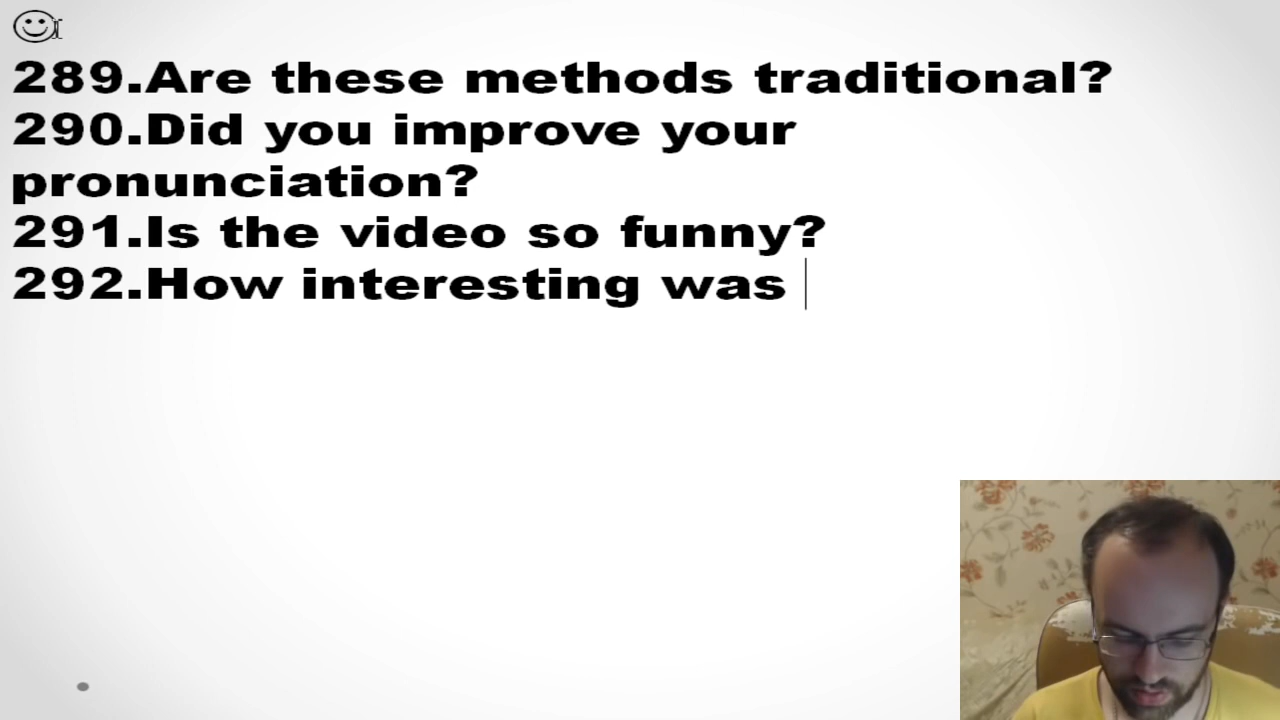 289.Are these methods traditional?
290.Did you improve your
pronunciation?
291.Is the video so funny?
292.How interesting was